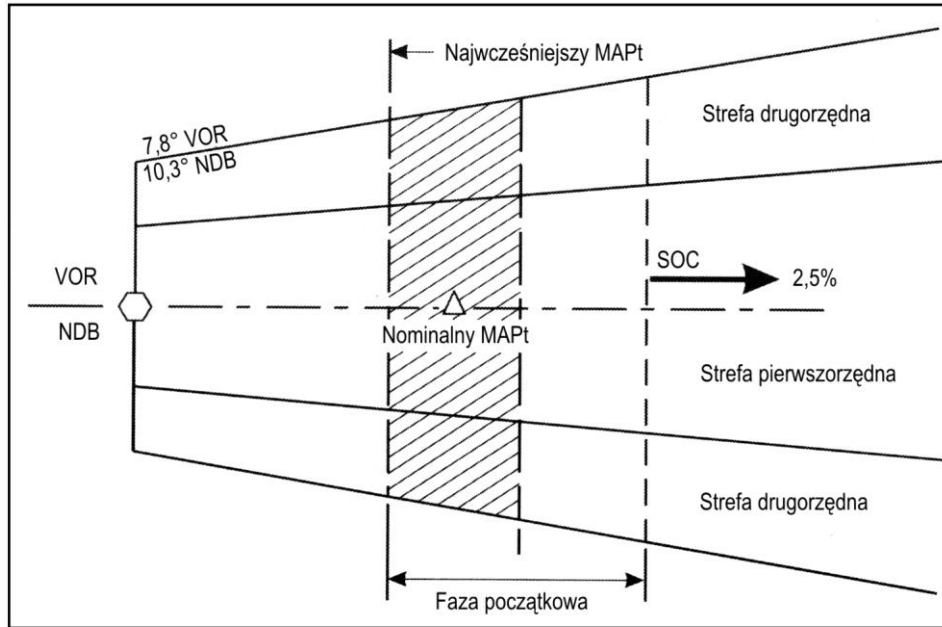 Najwcześniejszy MAPt
Strefa drugorzędna
7,8° VOR
10,3° NDB
VOR
SOC
2,5%
NDB
Nominalny MAPt
Strefa pierwszorzędna
Strefa drugorzędna
Faza początkowa